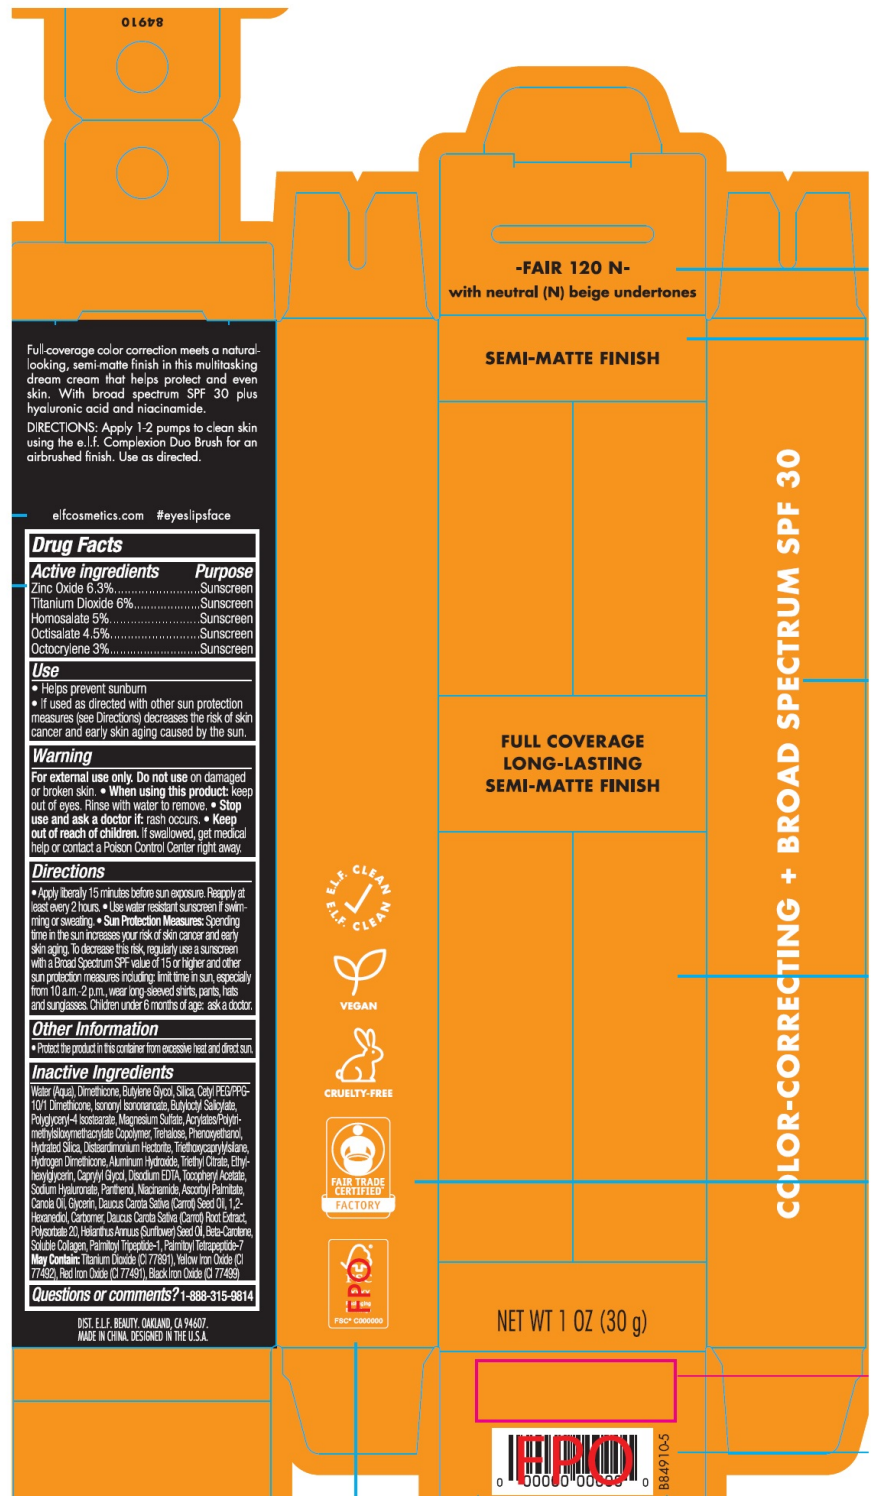 84910
-FAIR 120 N-
with neutral (N) beige undertones
SEMI-MATTE FINISH
Full-coverage color correction meets a natural-
looking, semi-matte finish in this multitasking
dream cream that helps protect and even
skin. With broad spectrum SPF 30 plus
hyaluronic acid and niacinamide.
DIRECTIONS: Apply 1-2 pumps to clean skin
using the e.l.f. Complexion Duo Brush for an
airbrushed finish. Use as directed.
elfcosmetics.com #eyeslipsface
Drug Facts
Active ingredients Purpose
Zinc Oxide 6.3%.........................Sunscreen
Titanium Dioxide 6%...................Sunscreen
Homosalate 5%..........................Sunscreen
Octisalate 4.5%..........................Sunscreen
Octocrylene 3%..........................Sunscreen
Use
• Helps prevent sunburn
• If used as directed with other sun protection
measures (see Directions) decreases the risk of skin
cancer and early skin aging caused by the sun.
Warning
For external use only. Do not use on damaged
or broken skin. • When using this product: keep
out of eyes. Rinse with water to remove. • Stop
use and ask a doctor if: rash occurs. • Keep
out of reach of children. If swallowed, get medical
help or contact a Poison Control Center right away.
Directions
• Apply liberally 15 minutes before sun exposure. Reapply at
least every 2 hours. • Use water resistant sunscreen if swim-
ming or sweating. • Sun Protection Measures: Spending
time in the sun increases your risk of skin cancer and early
skin aging. To decrease this risk, regularly use a sunscreen
with a Broad Spectrum SPF value of 15 or higher and other
sun protection measures including: limit time in sun, especially
from 10 a.m.-2 p.m., wear long-sleeved shirts, pants, hats
and sunglasses. Children under 6 months of age: ask a doctor.
Other Information
• Protect the product in this container from excessive heat and direct sun.
Inactive Ingredients
Water (Aqua), Dimethicone, Butylene Glycol, Silica, Cetyl PEG/PPG-
10/1 Dimethicone, Isononyl Isononanoate, Butyloctyl Salicylate,
Polyglyceryl-4 Isostearate, Magnesium Sulfate, Acrylates/Polytri-
methylsiloxymethacrylate Copolymer, Trehalose, Phenoxyethanol,
Hydrated Silica, Disteardimonium Hectorite, Triethoxycaprylylsilane,
Hydrogen Dimethicone, Aluminum Hydroxide, Triethyl Citrate, Ethyl-
hexylglycerin, Caprylyl Glycol, Disodium EDTA, Tocopheryl Acetate,
Sodium Hyaluronate, Panthenol, Niacinamide, Ascorbyl Palmitate,
Canola Oil, Glycerin, Daucus Carota Sativa (Carrot) Seed Oil, 1,2-
Hexanediol, Carbomer, Daucus Carota Sativa (Carrot) Root Extract,
Polysorbate 20, Helianthus Annuus (Sunflower) Seed Oil, Beta-Carotene,
Soluble Collagen, Palmitoyl Tripeptide-1, Palmitoyl Tetrapeptide-7
May Contain: Titanium Dioxide (CI 77891), Yellow Iron Oxide (CI
77492), Red Iron Oxide (CI 77491), Black Iron Oxide (CI 77499)
Questions or comments? 1-888-315-9814
DIST. E.L.F. BEAUTY. OAKLAND, CA 94607.
MADE IN CHINA. DESIGNED IN THE U.S.A.
E.L.F. CLEAN
E.L.F. CLEAN
VEGAN
CRUELTY-FREE
FAIR TRADE
CERTIFIED
FACTORY
FPO
FSC® C000000
FULL COVERAGE
LONG-LASTING
SEMI-MATTE FINISH
NET WT 1 OZ (30 g)
COLOR-CORRECTING + BROAD SPECTRUM SPF 30
FPO
0 00000 00000 0
B84910-5